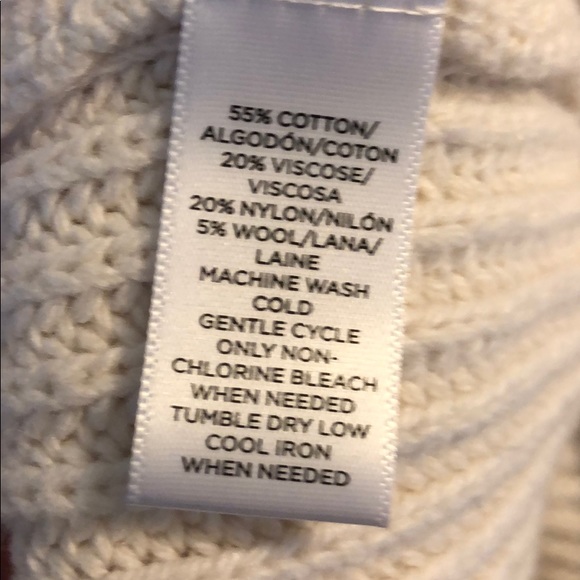 55% COTTON/
ALGODÓN/COTON
20% VISCOSE/
VISCOSA
20% NYLON/NILÓN
5% WOOL/LANA/
LAINE
MACHINE WASH
COLD
GENTLE CYCLE
ONLY NON-
CHLORINE BLEACH
WHEN NEEDED
TUMBLE DRY LOW
COOL IRON
WHEN NEEDED